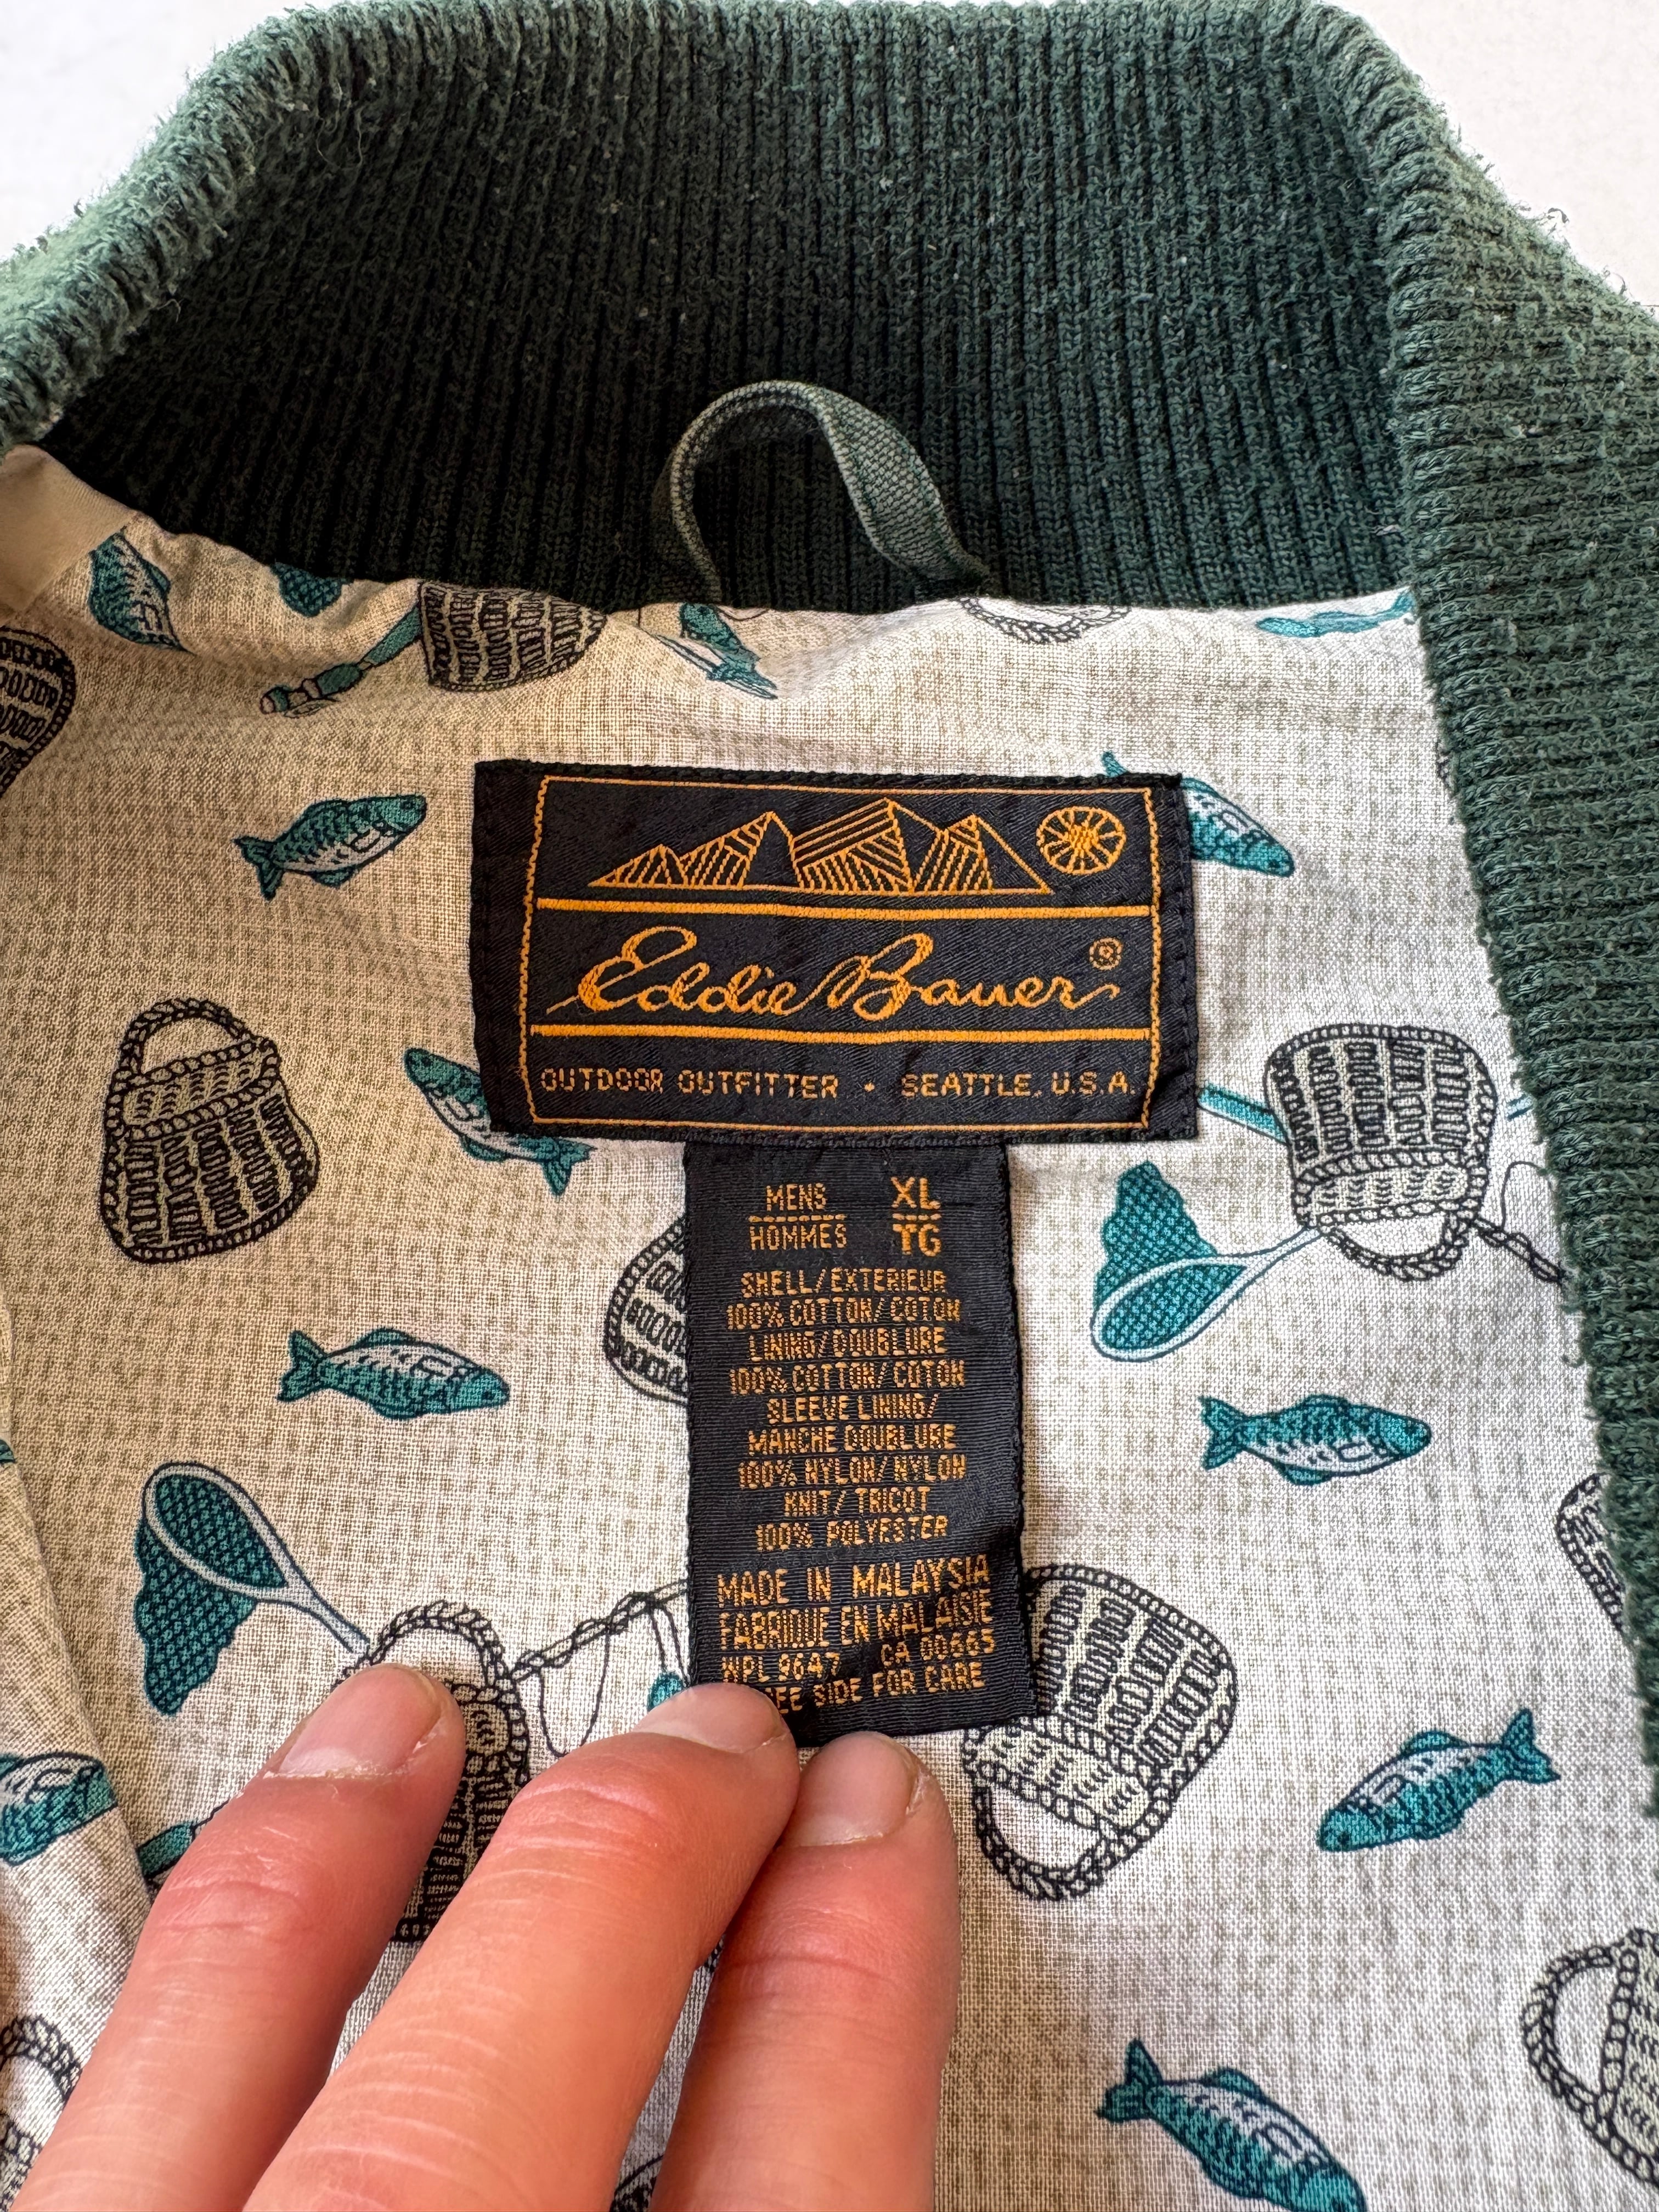 Eddie Bauer®
OUTDOOR OUTFITTER • SEATTLE, U.S.A.
MENS XL
HOMMES TG
SHELL/EXTERIEUR
100% COTTON/COTON
LINING/DOUBLURE
100% COTTON/COTON
SLEEVE LINING/
MANCHE DOUBLURE
100% NYLON/NYLON
KNIT/TRICOT
100% POLYESTER
MADE IN MALAYSIA
FABRIQUE EN MALAISIE
WPL 9647 CA 00665
SIDE FOR CARE